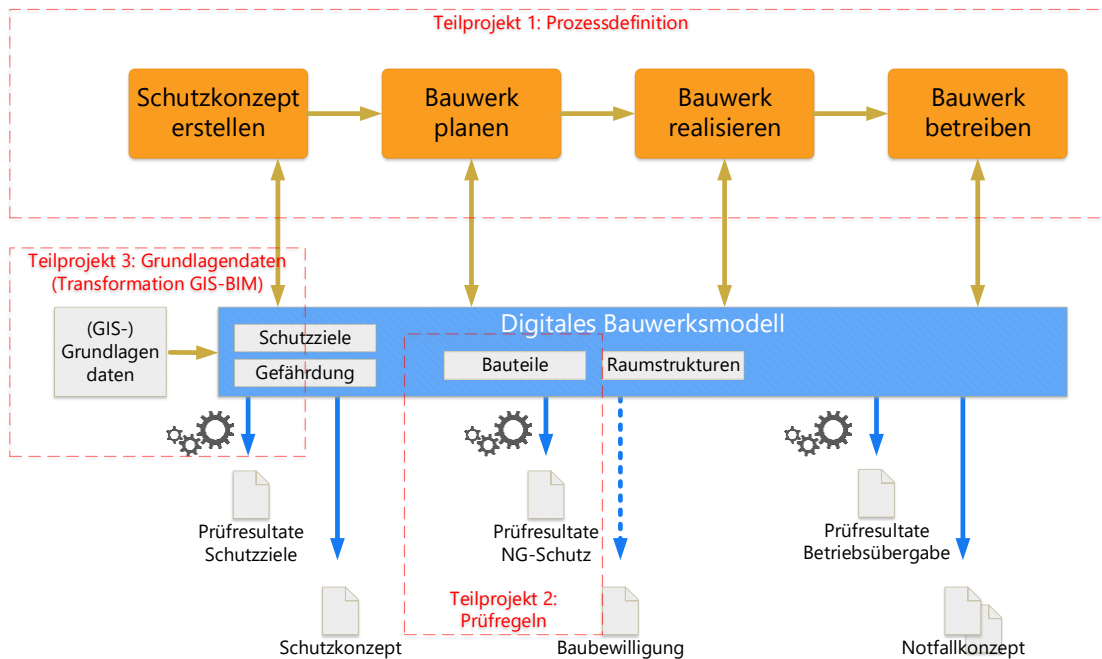 Teilprojekt 1: Prozessdefinition
Schutzkonzept
erstellen
Bauwerk
planen
Bauwerk
realisieren
Bauwerk
betreiben
Teilprojekt 3: Grundlagendaten
(Transformation GIS-BIM)
(GIS-)
Grundlagen
daten
Digitales Bauwerksmodell
Schutzziele
Gefährdung
Bauteile
Raumstrukturen
Prüfresultate
Schutzziele
Prüfresultate
NG-Schutz
Prüfresultate
Betriebsübergabe
Teilprojekt 2:
Prüfregeln
Schutzkonzept
Baubewilligung
Notfallkonzept